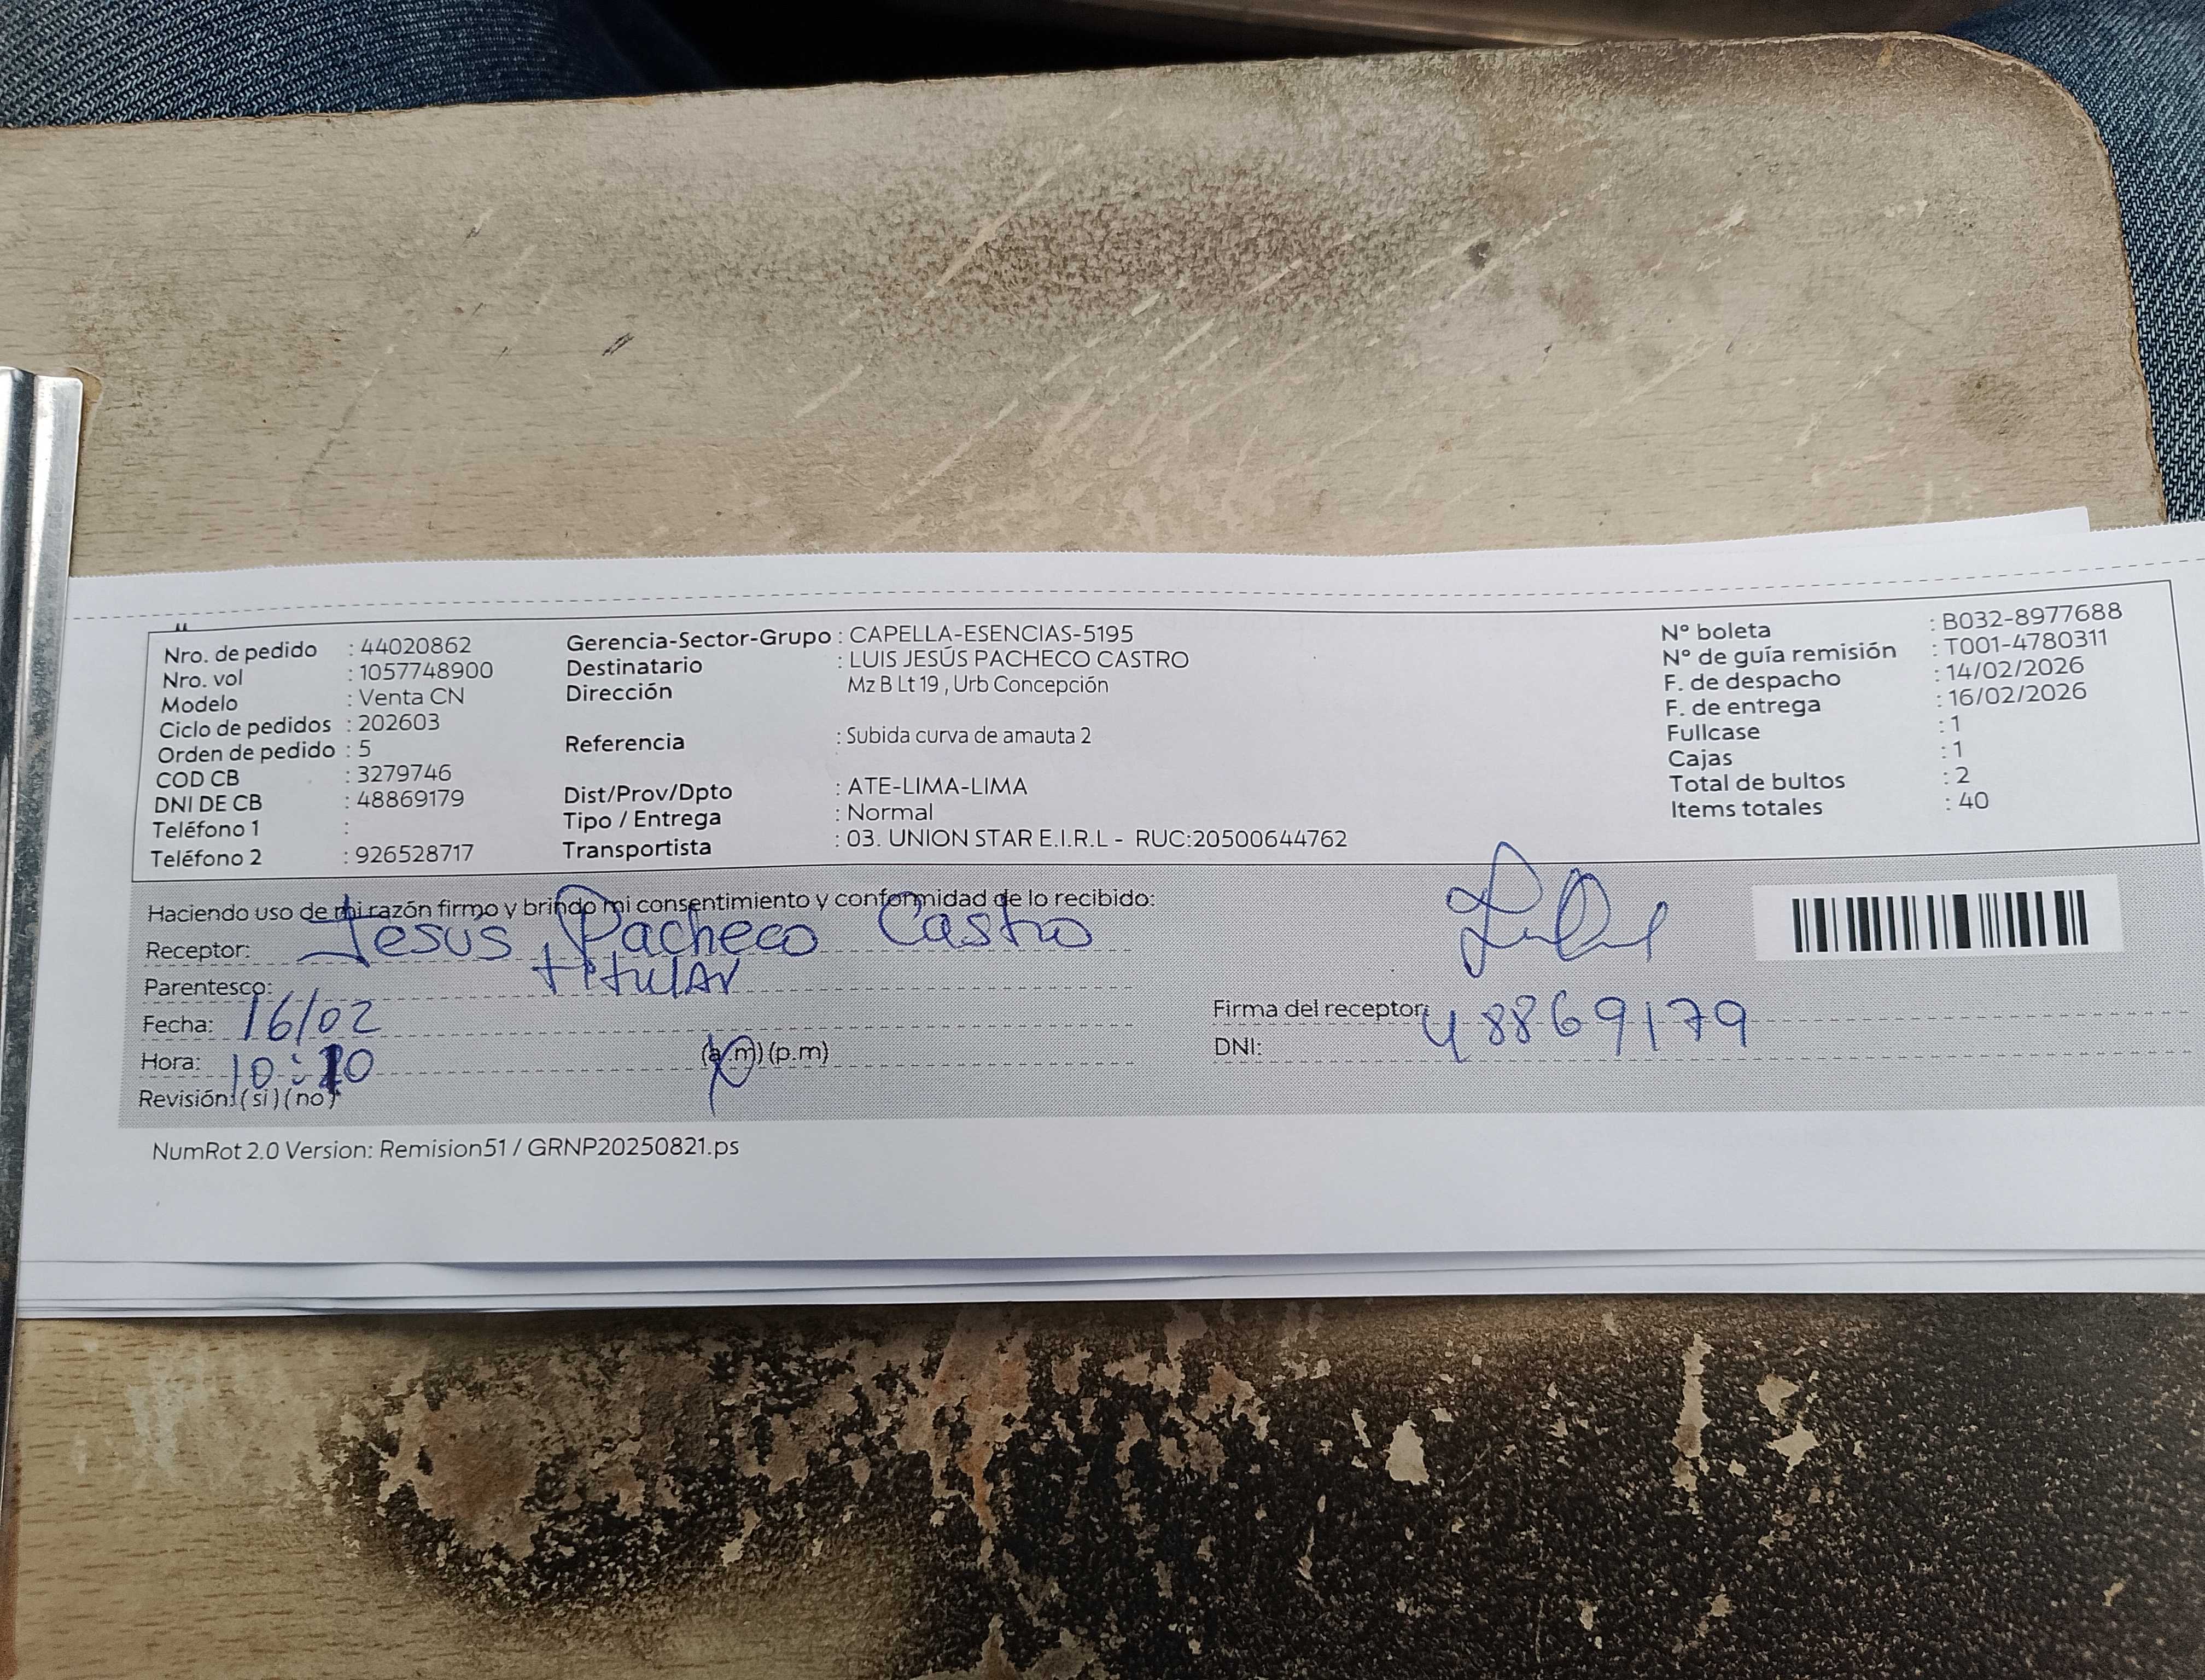 Nro. de pedido : 44020862
Nro. vol : 1057748900
Modelo : Venta CN
Ciclo de pedidos : 202603
Orden de pedido : 5
COD CB : 3279746
DNI DE CB : 48869179
Teléfono 1 :
Teléfono 2 : 926528717
Gerencia-Sector-Grupo : CAPELLA-ESENCIAS-5195
Destinatario : LUIS JESÚS PACHECO CASTRO
Dirección Mz B Lt 19 , Urb Concepción
Referencia : Subida curva de amauta 2
Dist/Prov/Dpto : ATE-LIMA-LIMA
Tipo / Entrega : Normal
Transportista : 03. UNION STAR E.I.R.L - RUC:20500644762
N° boleta : B032-8977688
N° de guía remisión : T001-4780311
F. de despacho : 14/02/2026
F. de entrega : 16/02/2026
Fullcase : 1
Cajas : 1
Total de bultos : 2
Items totales : 40
Haciendo uso de mi razón firmo y brindo mi consentimiento y conformidad de lo recibido:
Receptor: Jesus Pacheco Castro
Parentesco: titular
Fecha: 16/02
Hora: 10:10 (a.m)(p.m)
Revisión:(si)(no)
Firma del receptor:
DNI: 48869179
NumRot 2.0 Version: Remision51 / GRNP20250821.ps